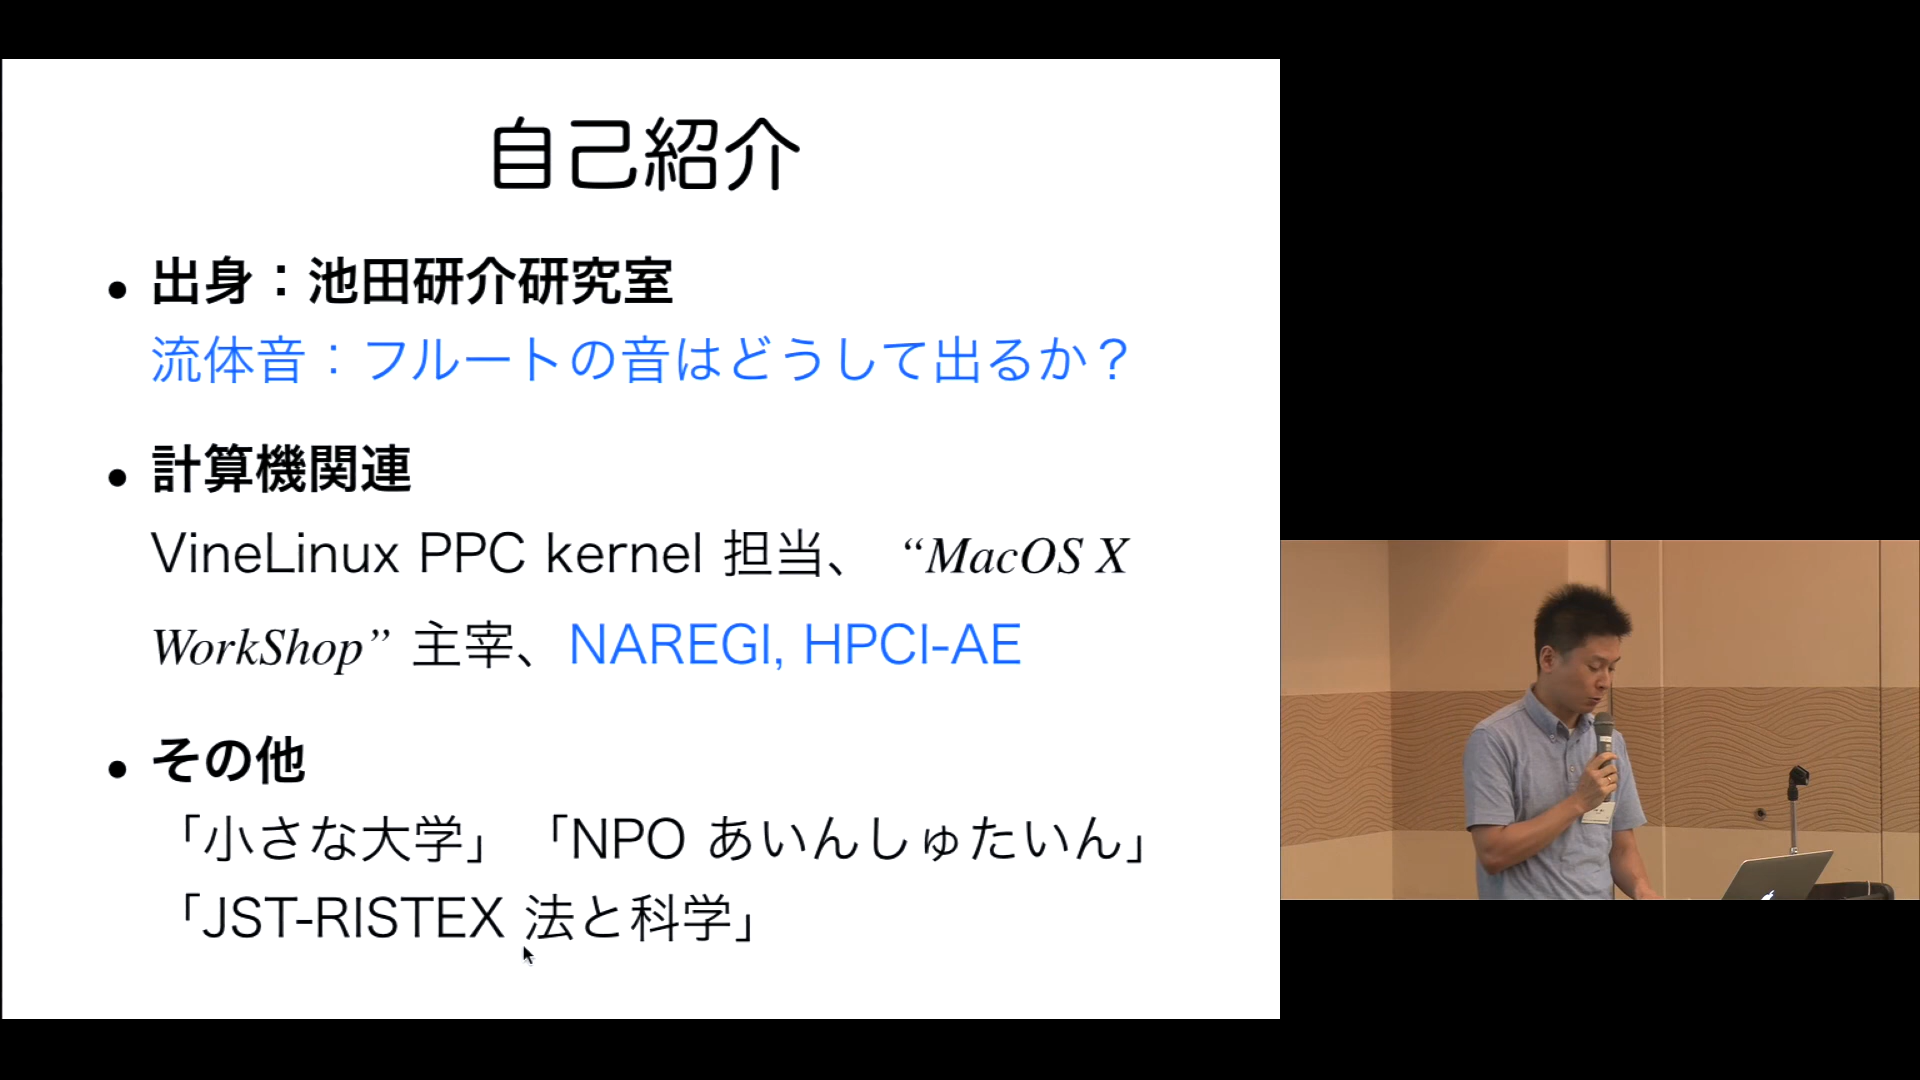 自己紹介
• 出身：池田研介研究室
流体音：フルートの音はどうして出るか？
• 計算機関連
VineLinux PPC kernel 担当、 “MacOS X
WorkShop” 主宰、NAREGI, HPCI-AE
• その他
「小さな大学」 「NPO あいんしゅたいん」
「JST-RISTEX 法と科学」